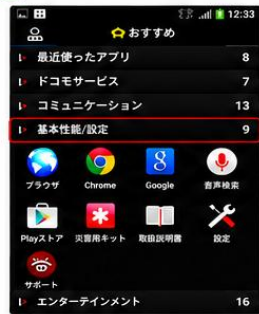 12:33
おすすめ
最近使ったアプリ 8
ドコモサービス 7
コミュニケーション 13
基本性能/設定 9
ブラウザ Chrome Google 音声検索
8
Playストア 災害用キット 取扱説明書 設定
サポート
エンターテインメント 16